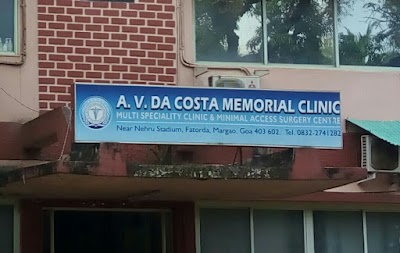 A. V. DA COSTA MEMORIAL CLINIC
MULTI SPECIALITY CLINIC & MINIMAL ACCESS SURGERY CENTRE
Near Nehru Stadium, Fatorda, Margao, Goa 403 602. Tel. 0832-2741282